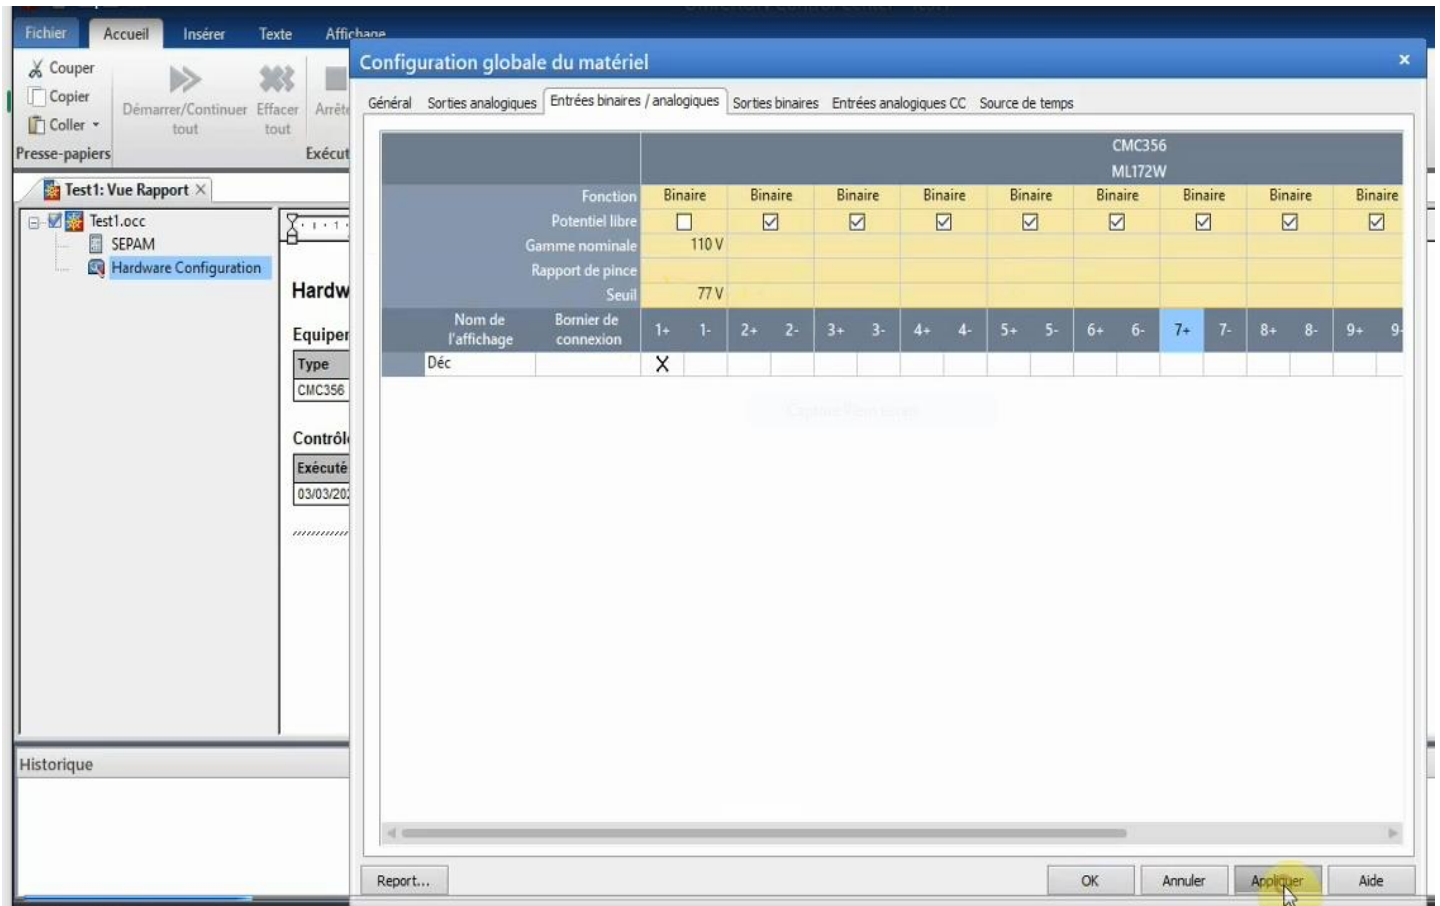 Fichier Accueil Insérer Texte Affichage
Couper
Copier
Coller
Presse-papiers
Démarrer/Continuer tout
Effacer tout
Exécut
Test1: Vue Rapport
Test1.occ
SEPAM
Hardware Configuration
Hardw
Equiper
Type
CMC356
Contrôl
Exécuté
03/03/20
Historique
Configuration globale du matériel
Général Sorties analogiques Entrées binaires / analogiques Sorties binaires Entrées analogiques CC Source de temps
CMC356
ML172W
Fonction Binaire Binaire Binaire Binaire Binaire Binaire Binaire Binaire Binaire
Potentiel libre
Gamme nominale 110 V
Rapport de pince
Seuil 77 V
Nom de l'affichage Bornier de connexion 1+ 1- 2+ 2- 3+ 3- 4+ 4- 5+ 5- 6+ 6- 7+ 7- 8+ 8- 9+ 9-
Déc X
Report... OK Annuler Appliquer Aide